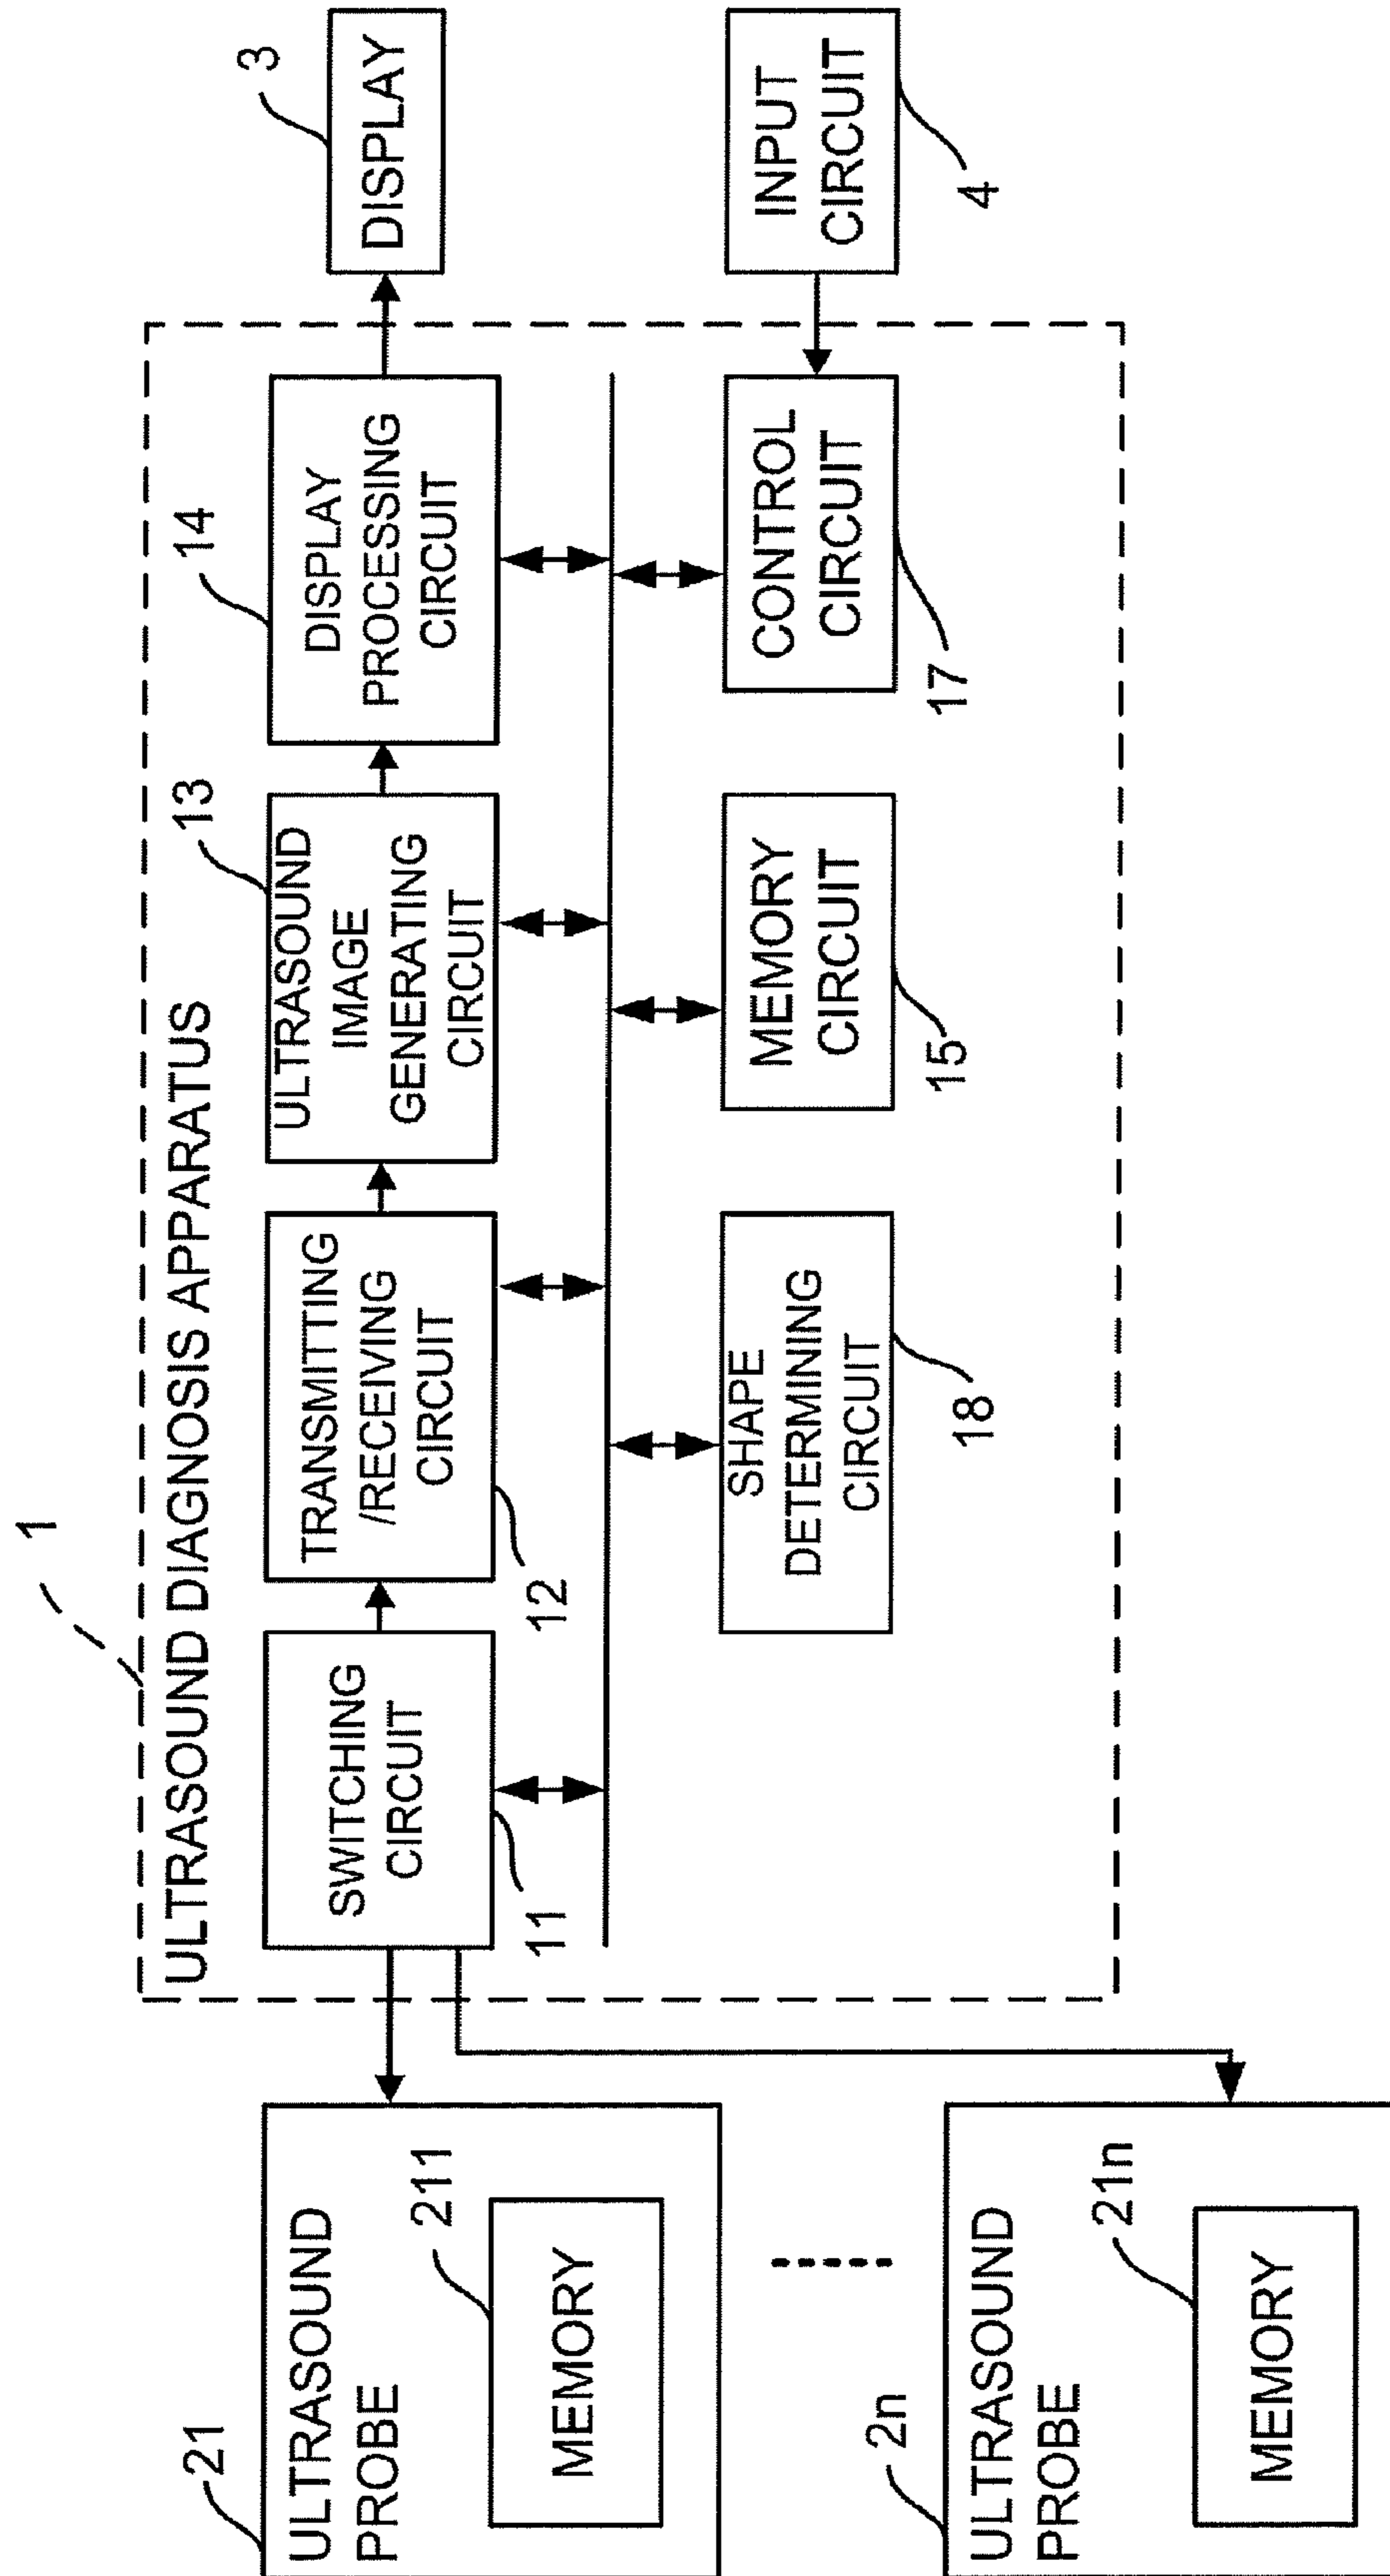 1
ULTRASOUND DIAGNOSIS APPARATUS
21
ULTRASOUND
PROBE
211
MEMORY
2n
ULTRASOUND
PROBE
21n
MEMORY
SWITCHING
CIRCUIT
11
TRANSMITTING
/RECEIVING
CIRCUIT
12
13
ULTRASOUND
IMAGE
GENERATING
CIRCUIT
14
DISPLAY
PROCESSING
CIRCUIT
3
DISPLAY
SHAPE
DETERMINING
CIRCUIT
18
MEMORY
CIRCUIT
15
CONTROL
CIRCUIT
17
INPUT
CIRCUIT
4